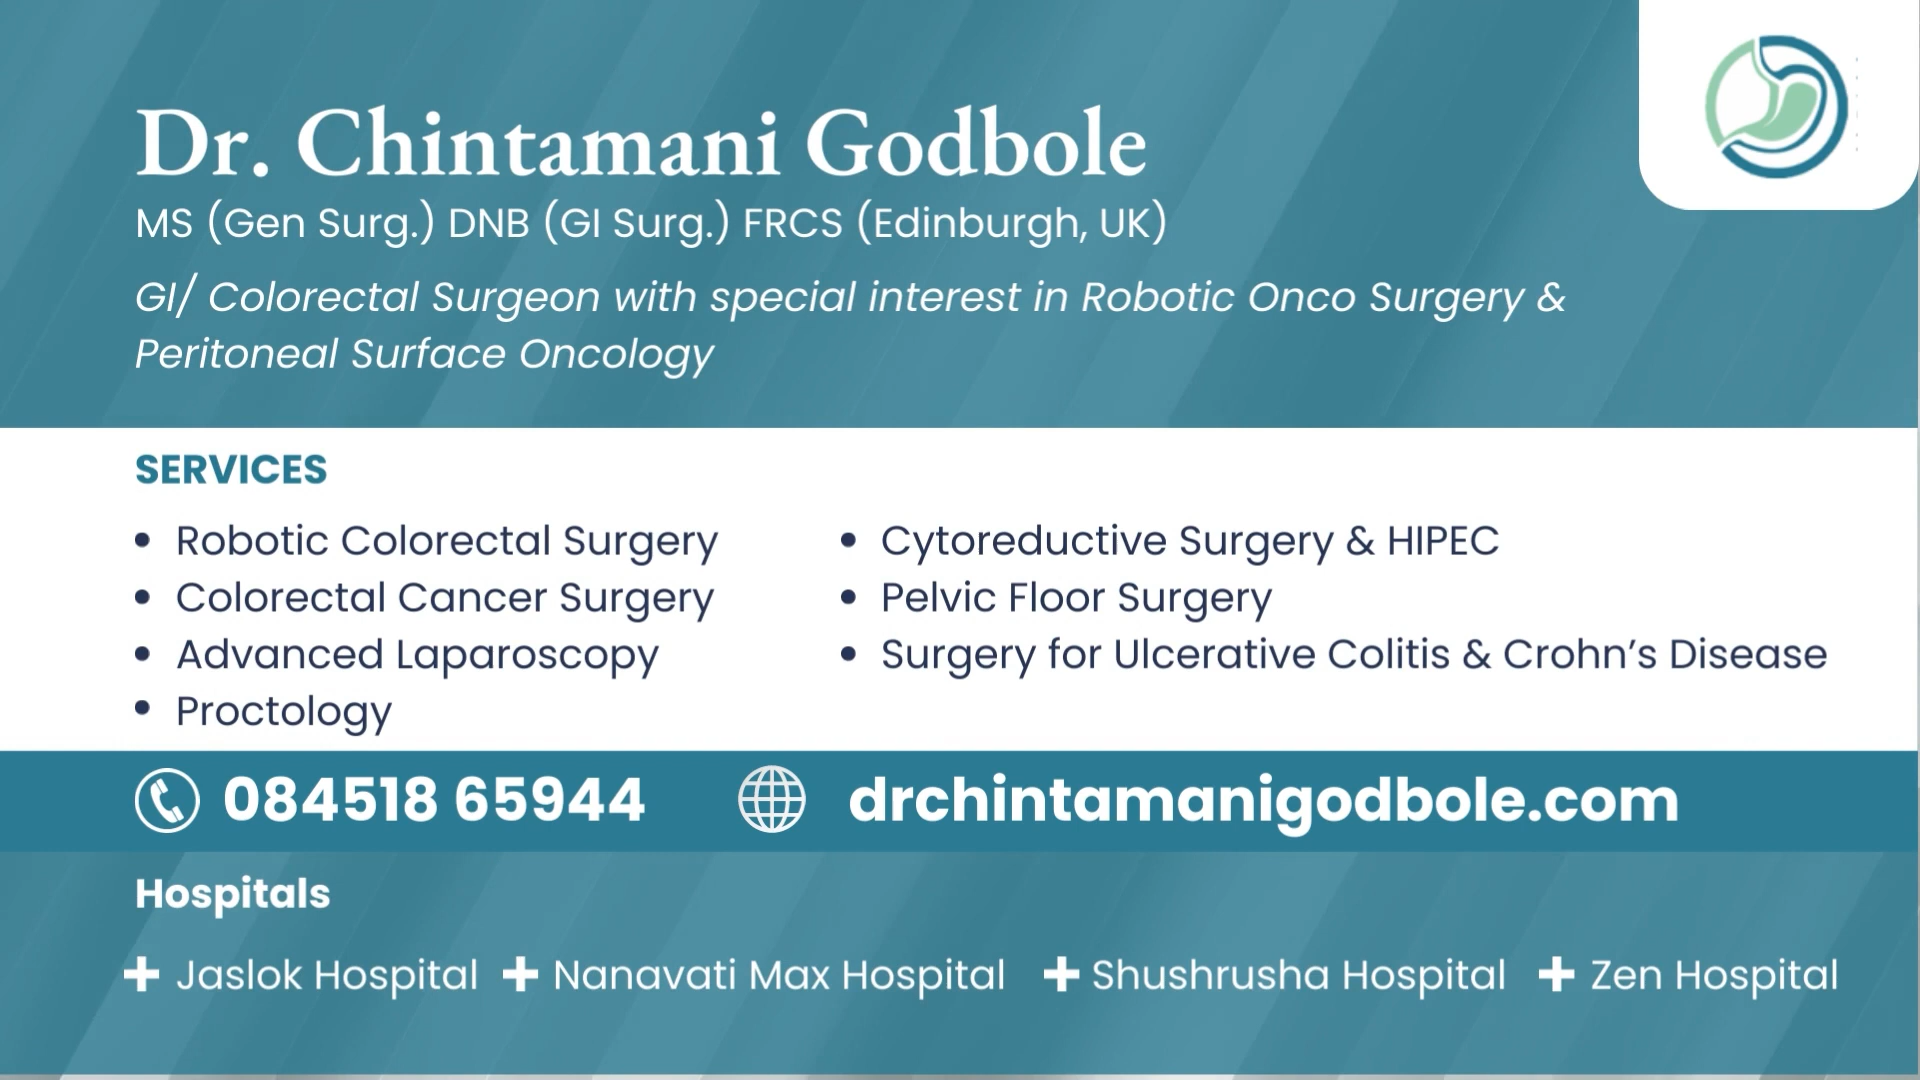 Dr. Chintamani Godbole
MS (Gen Surg.) DNB (GI Surg.) FRCS (Edinburgh, UK)
GI/ Colorectal Surgeon with special interest in Robotic Onco Surgery &
Peritoneal Surface Oncology
SERVICES
• Robotic Colorectal Surgery
• Colorectal Cancer Surgery
• Advanced Laparoscopy
• Proctology
• Cytoreductive Surgery & HIPEC
• Pelvic Floor Surgery
• Surgery for Ulcerative Colitis & Crohn’s Disease
084518 65944
drchintamanigodbole.com
Hospitals
Jaslok Hospital
Nanavati Max Hospital
Shushrusha Hospital
Zen Hospital